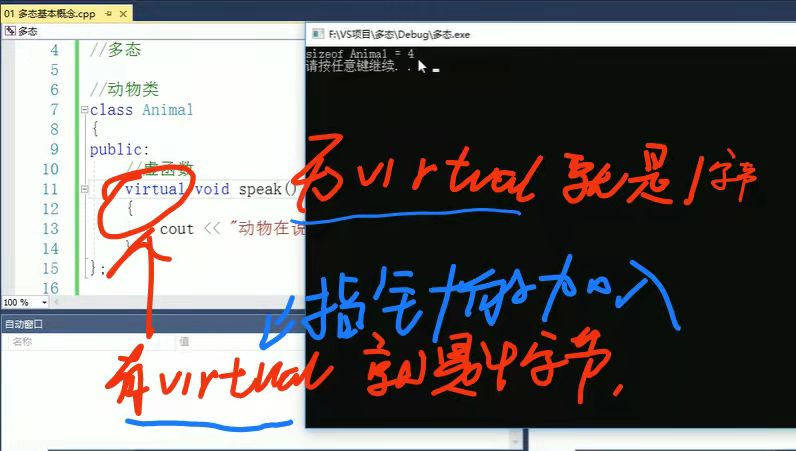 01 多态基本概念.cpp
多态
4 //多态
5
6 //动物类
7 class Animal
8 {
9 public:
10 //虚函数
11 virtual void speak()
12 {
13 cout << "动物在说
14 }
15 };
16
100 %
自动窗口
名称 值
F:\VS项目\多态\Debug\多态.exe
sizeof Animal = 4
请按任意键继续. . .
无virtual 就是1字节
指针的加入
有virtual 就是4字节.